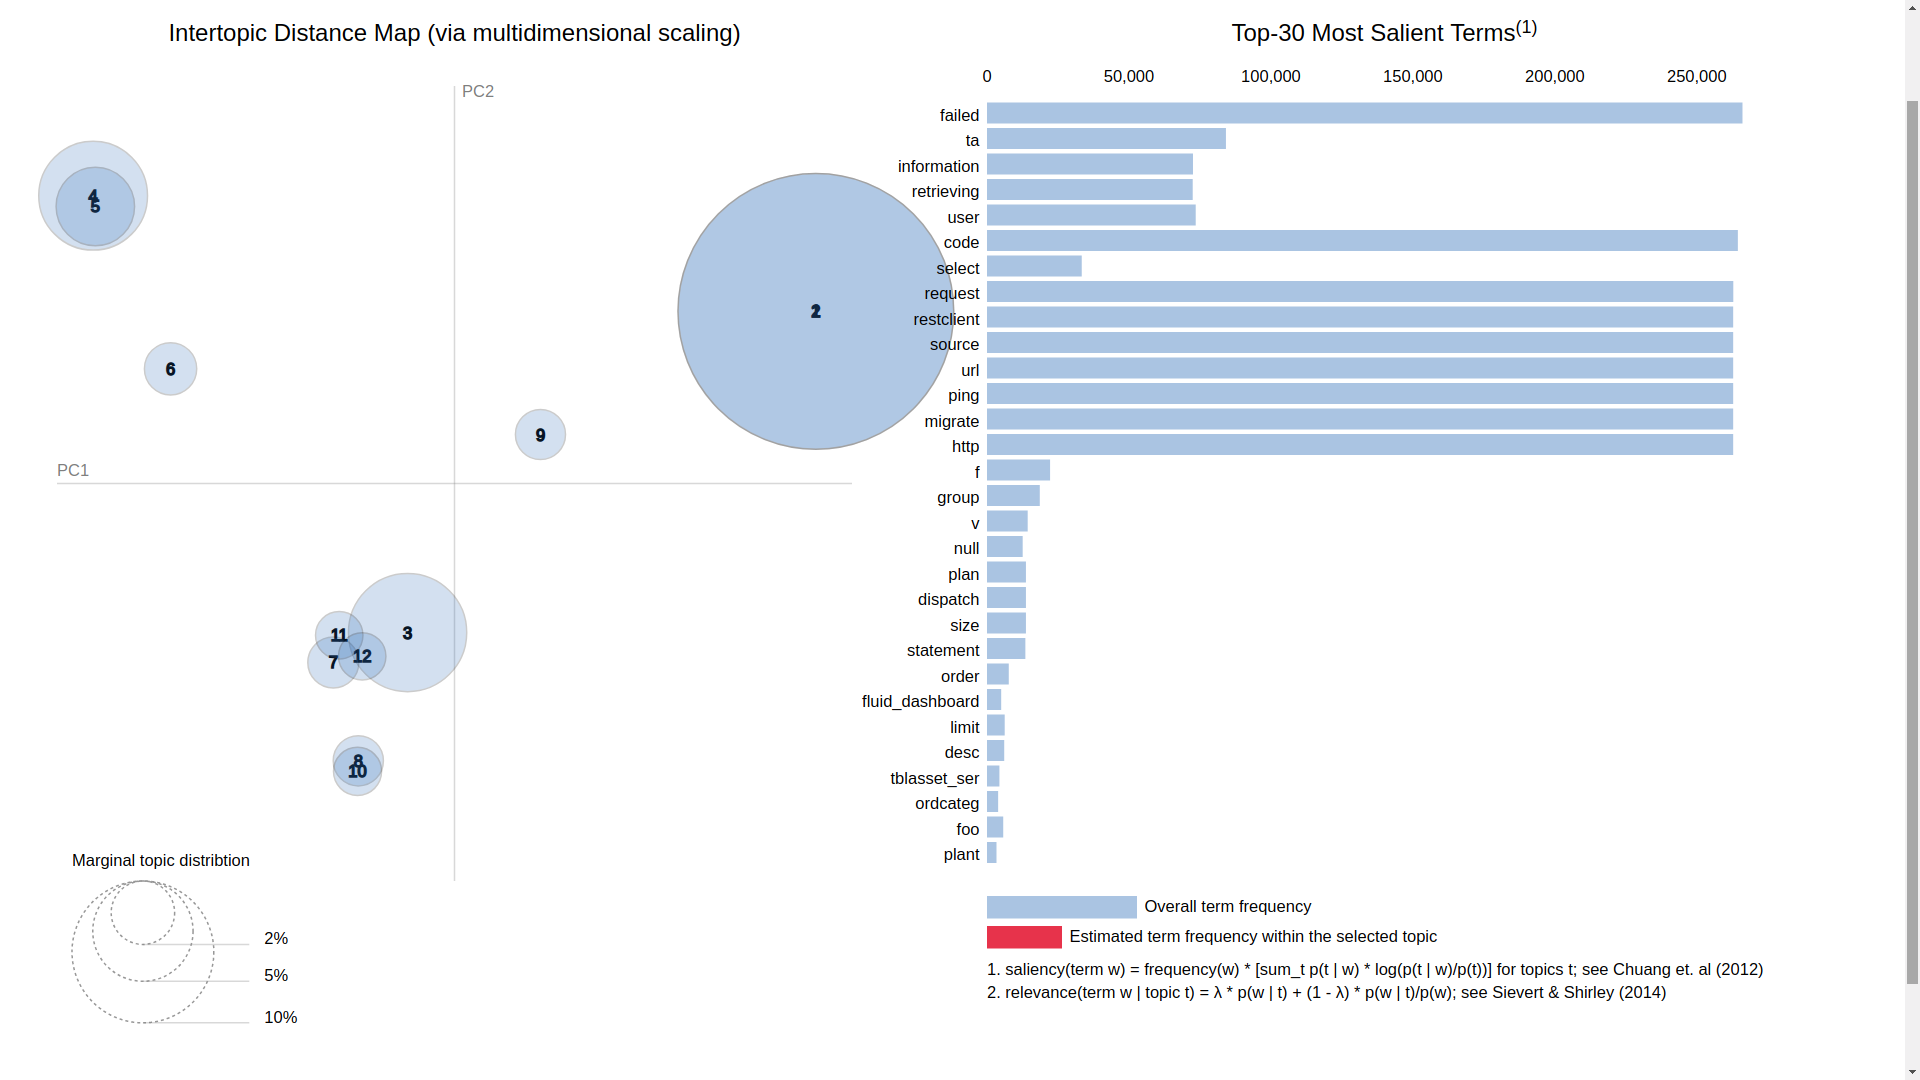 Intertopic Distance Map (via multidimensional scaling)
PC2
PC1
4
5
6
2
9
3
11
7
12
8
10
Marginal topic distribtion
2%
5%
10%
Top-30 Most Salient Terms(1)
0 50,000 100,000 150,000 200,000 250,000
failed
ta
information
retrieving
user
code
select
request
restclient
source
url
ping
migrate
http
f
group
v
null
plan
dispatch
size
statement
order
fluid_dashboard
limit
desc
tblasset_ser
ordcateg
foo
plant
Overall term frequency
Estimated term frequency within the selected topic
1. saliency(term w) = frequency(w) * [sum_t p(t | w) * log(p(t | w)/p(t))] for topics t; see Chuang et. al (2012)
2. relevance(term w | topic t) = λ * p(w | t) + (1 - λ) * p(w | t)/p(w); see Sievert & Shirley (2014)